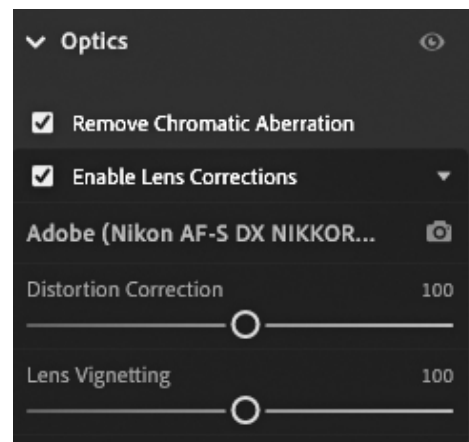 Optics
Remove Chromatic Aberration
Enable Lens Corrections
Adobe (Nikon AF-S DX NIKKOR...
Distortion Correction 100
Lens Vignetting 100